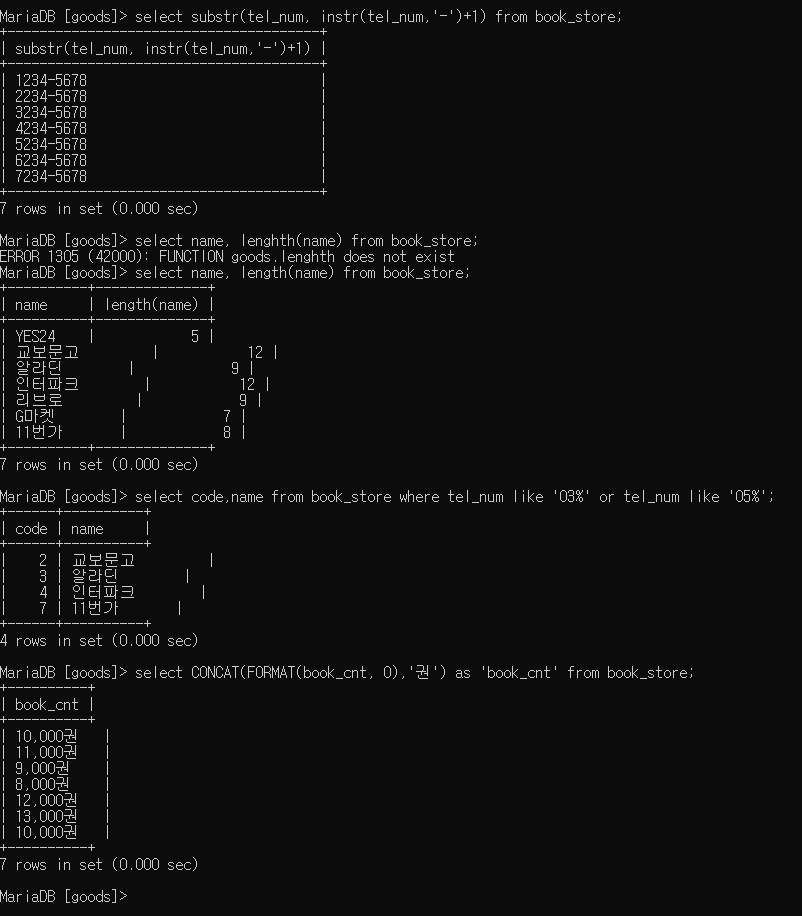 MariaDB [goods]> select substr(tel_num, instr(tel_num,'-')+1) from book_store;
+---------------------------------------+
| substr(tel_num, instr(tel_num,'-')+1) |
+---------------------------------------+
| 1234-5678                             |
| 2234-5678                             |
| 3234-5678                             |
| 4234-5678                             |
| 5234-5678                             |
| 6234-5678                             |
| 7234-5678                             |
+---------------------------------------+
7 rows in set (0.000 sec)
MariaDB [goods]> select name, lenghth(name) from book_store;
ERROR 1305 (42000): FUNCTION goods.lenghth does not exist
MariaDB [goods]> select name, length(name) from book_store;
+----------+--------------+
| name     | length(name) |
+----------+--------------+
| YES24    |            5 |
| 교보문고         |           12 |
| 알라딘        |            9 |
| 인터파크        |           12 |
| 리브로         |            9 |
| G마켓        |            7 |
| 11번가       |            8 |
+----------+--------------+
7 rows in set (0.000 sec)
MariaDB [goods]> select code,name from book_store where tel_num like '03%' or tel_num like '05%';
+------+----------+
| code | name     |
+------+----------+
|    2 | 교보문고         |
|    3 | 알라딘        |
|    4 | 인터파크        |
|    7 | 11번가       |
+------+----------+
4 rows in set (0.000 sec)
MariaDB [goods]> select CONCAT(FORMAT(book_cnt, 0),'권') as 'book_cnt' from book_store;
+----------+
| book_cnt |
+----------+
| 10,000권   |
| 11,000권   |
| 9,000권    |
| 8,000권    |
| 12,000권   |
| 13,000권   |
| 10,000권   |
+----------+
7 rows in set (0.000 sec)
MariaDB [goods]>